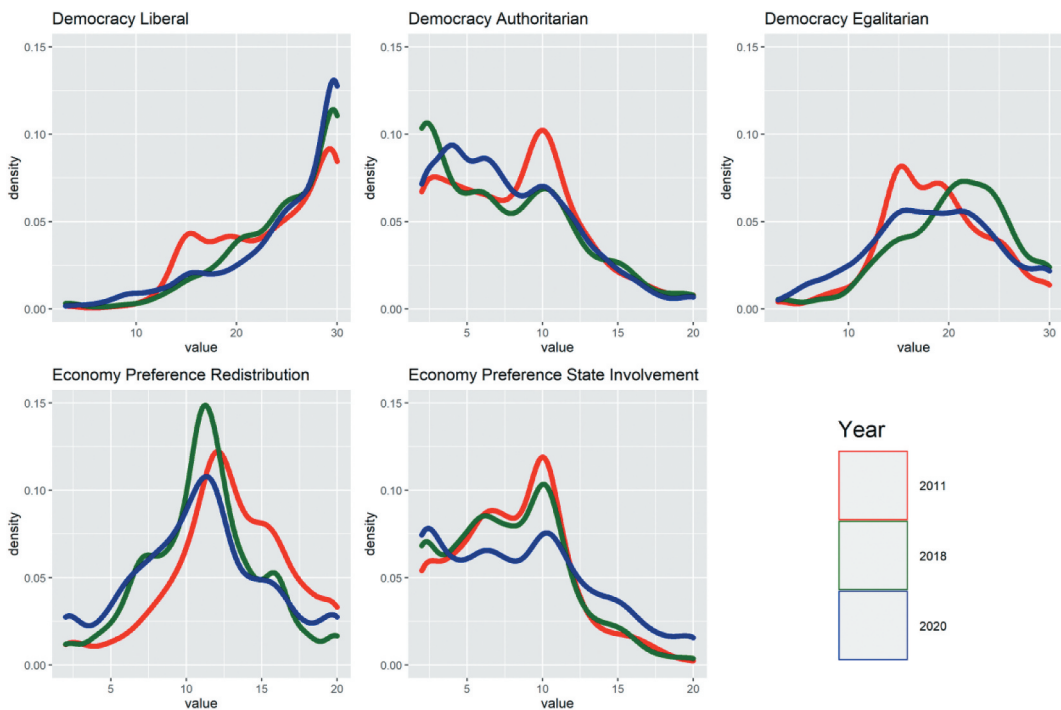 Democracy Liberal
0.15
0.10
0.05
0.00
density
10
20
30
value
Democracy Authoritarian
0.15
0.10
0.05
0.00
density
5
10
15
20
value
Democracy Egalitarian
0.15
0.10
0.05
0.00
density
10
20
30
value
Economy Preference Redistribution
0.15
0.10
0.05
0.00
density
5
10
15
20
value
Economy Preference State Involvement
0.15
0.10
0.05
0.00
density
5
10
15
20
value
Year
2011
2018
2020